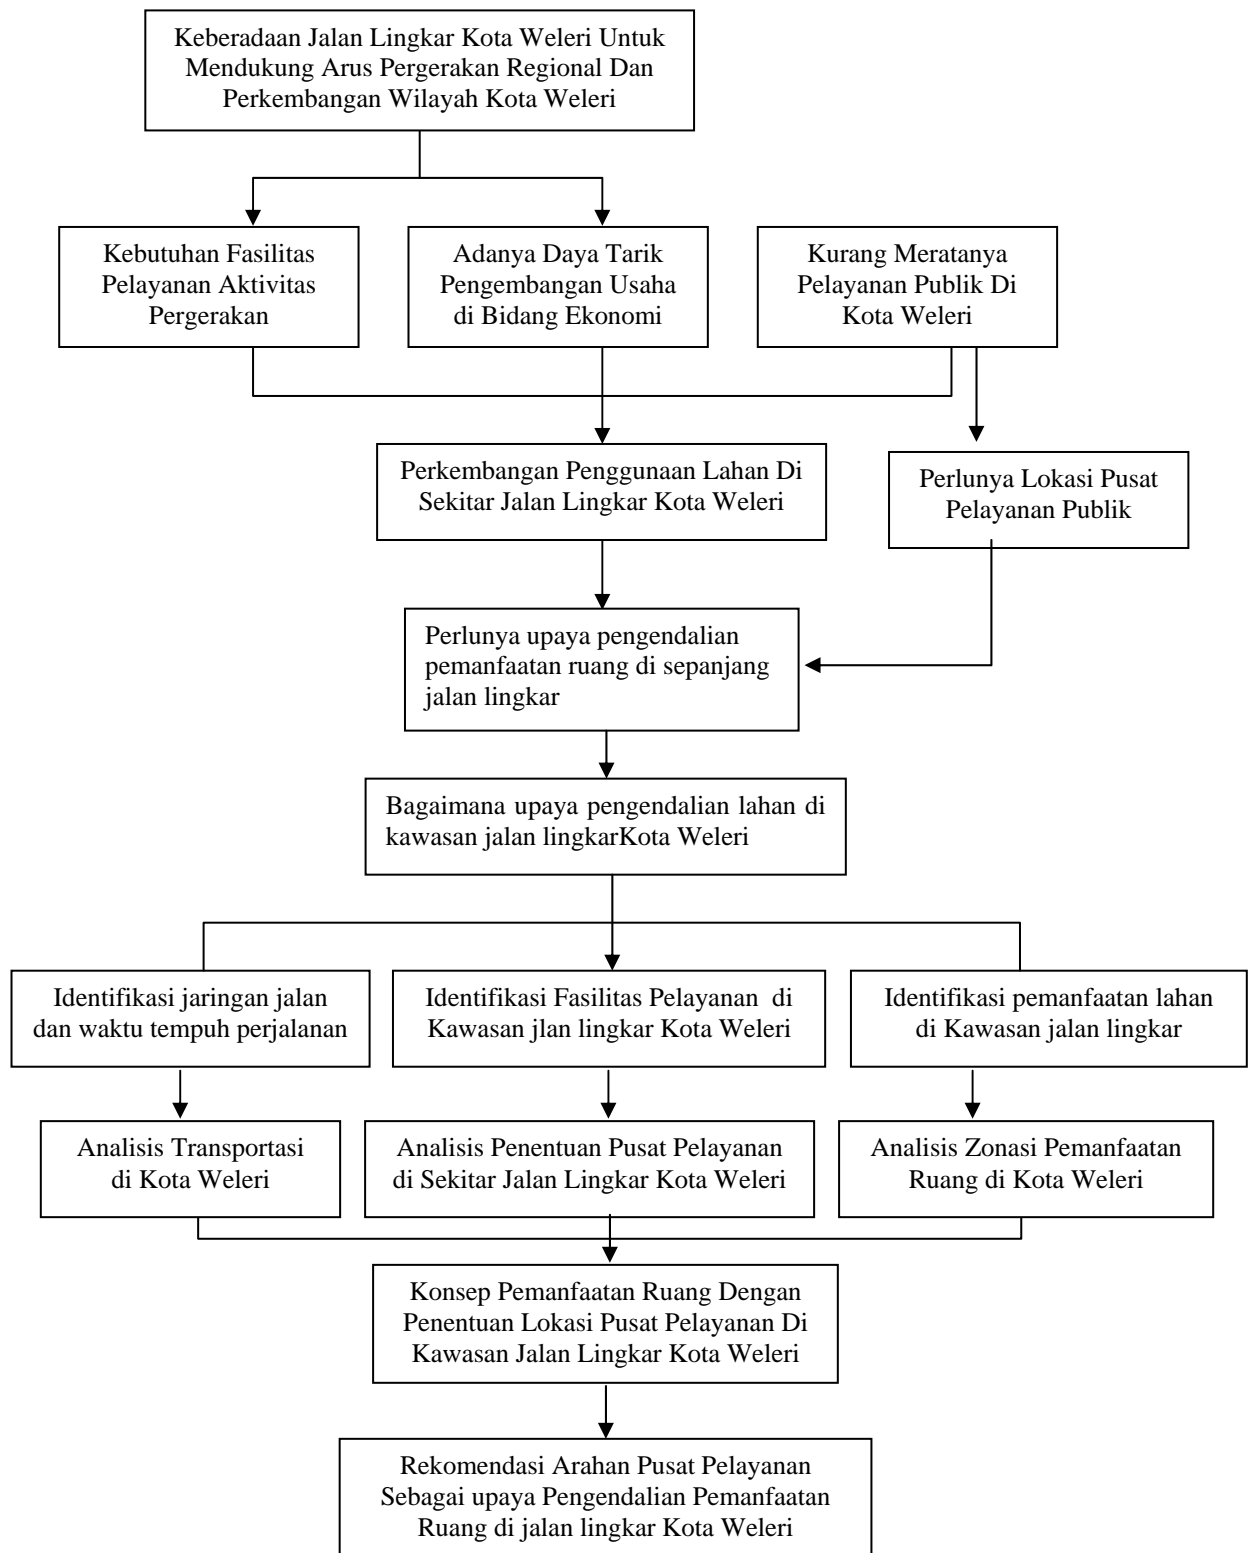 Keberadaan Jalan Lingkar Kota Weleri Untuk
Mendukung Arus Pergerakan Regional Dan
Perkembangan Wilayah Kota Weleri
Kebutuhan Fasilitas
Pelayanan Aktivitas
Pergerakan
Adanya Daya Tarik
Pengembangan Usaha
di Bidang Ekonomi
Kurang Meratanya
Pelayanan Publik Di
Kota Weleri
Perkembangan Penggunaan Lahan Di
Sekitar Jalan Lingkar Kota Weleri
Perlunya Lokasi Pusat
Pelayanan Publik
Perlunya upaya pengendalian
pemanfaatan ruang di sepanjang
jalan lingkar
Bagaimana upaya pengendalian lahan di
kawasan jalan lingkarKota Weleri
Identifikasi jaringan jalan
dan waktu tempuh perjalanan
Identifikasi Fasilitas Pelayanan di
Kawasan jlan lingkar Kota Weleri
Identifikasi pemanfaatan lahan
di Kawasan jalan lingkar
Analisis Transportasi
di Kota Weleri
Analisis Penentuan Pusat Pelayanan
di Sekitar Jalan Lingkar Kota Weleri
Analisis Zonasi Pemanfaatan
Ruang di Kota Weleri
Konsep Pemanfaatan Ruang Dengan
Penentuan Lokasi Pusat Pelayanan Di
Kawasan Jalan Lingkar Kota Weleri
Rekomendasi Arahan Pusat Pelayanan
Sebagai upaya Pengendalian Pemanfaatan
Ruang di jalan lingkar Kota Weleri